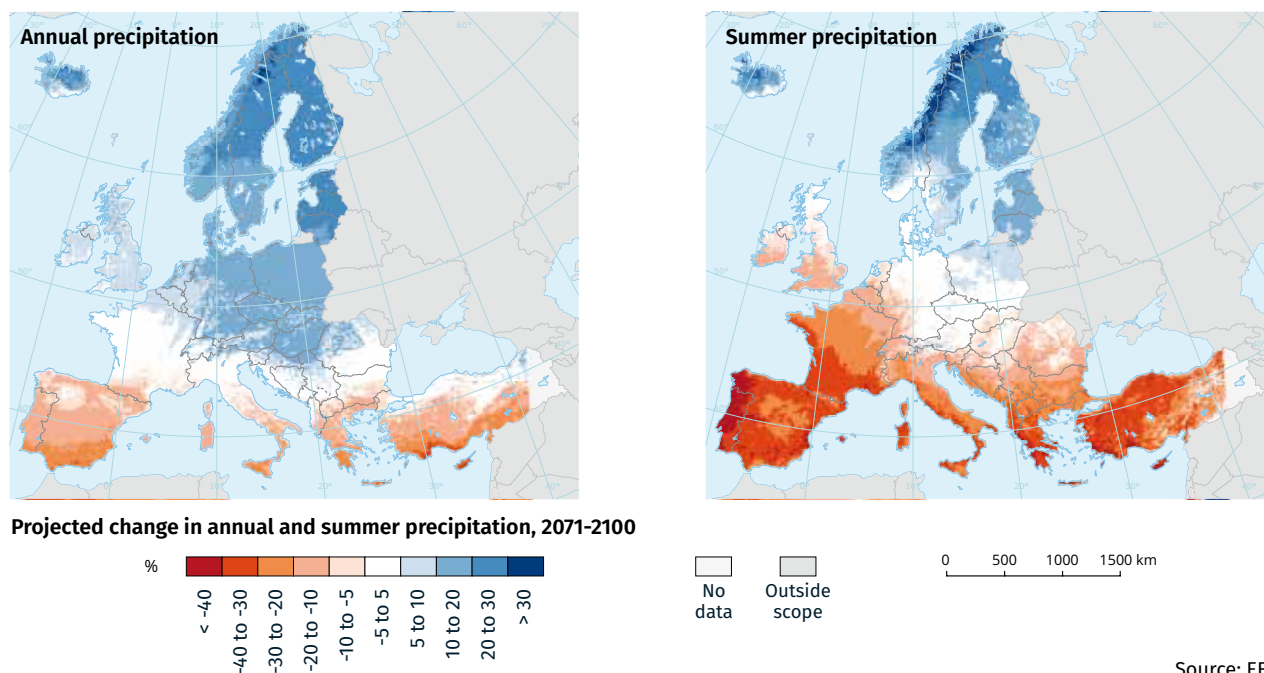 Annual precipitation
Summer precipitation
Projected change in annual and summer precipitation, 2071-2100
%
< -40
-40 to -30
-30 to -20
-20 to -10
-10 to -5
-5 to 5
5 to 10
10 to 20
20 to 30
> 30
No
data
Outside
scope
0 500 1000 1500 km
Source: